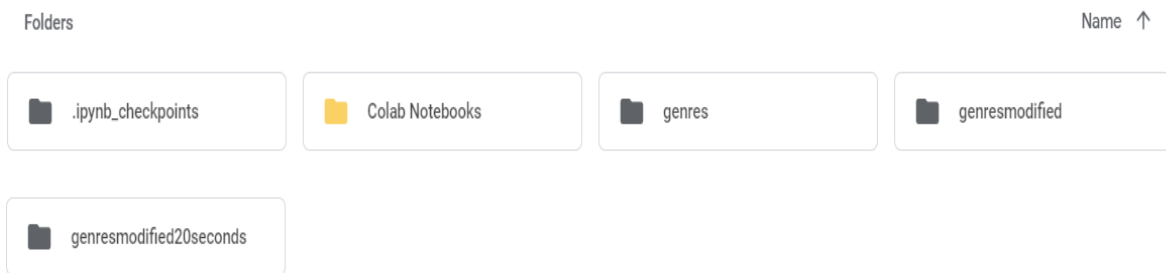 Folders Name ↑
.ipynb_checkpoints Colab Notebooks genres genresmodified
genresmodified20seconds